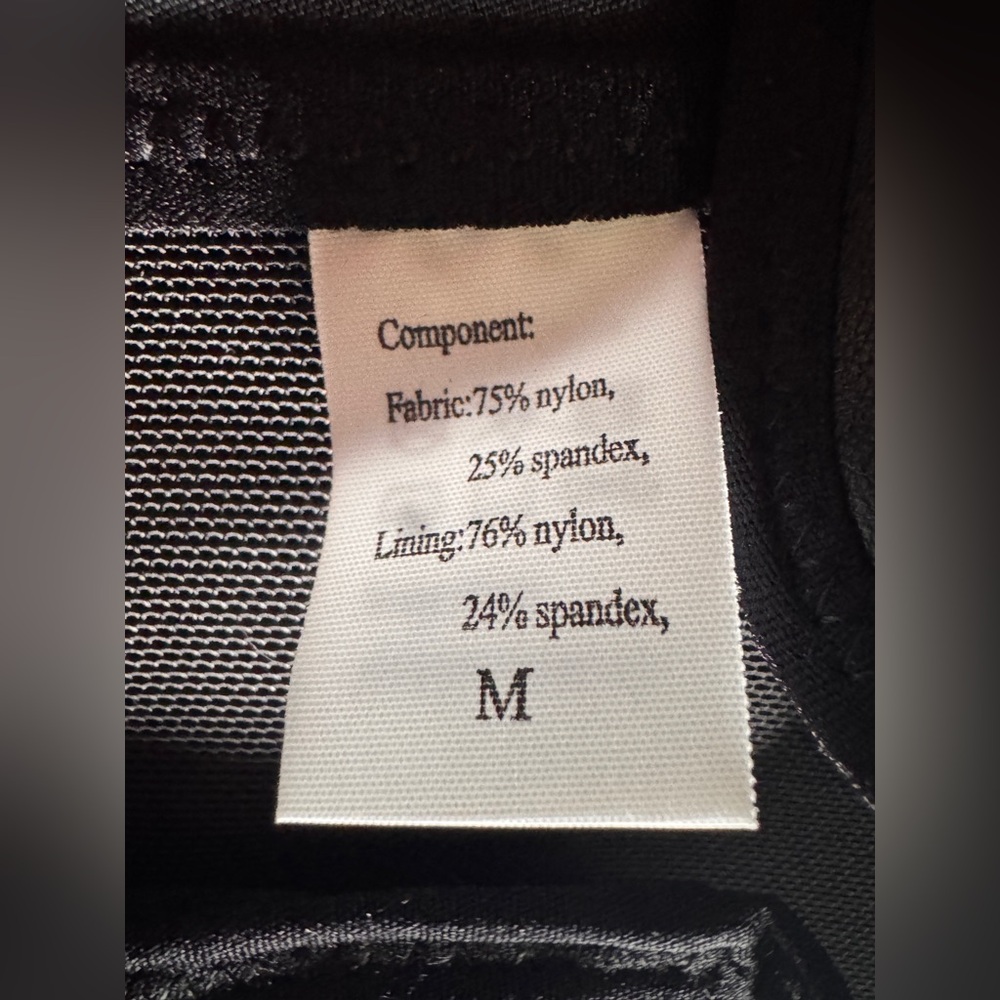 Component:
Fabric:75% nylon,
25% spandex,
Lining:76% nylon,
24% spandex,
M